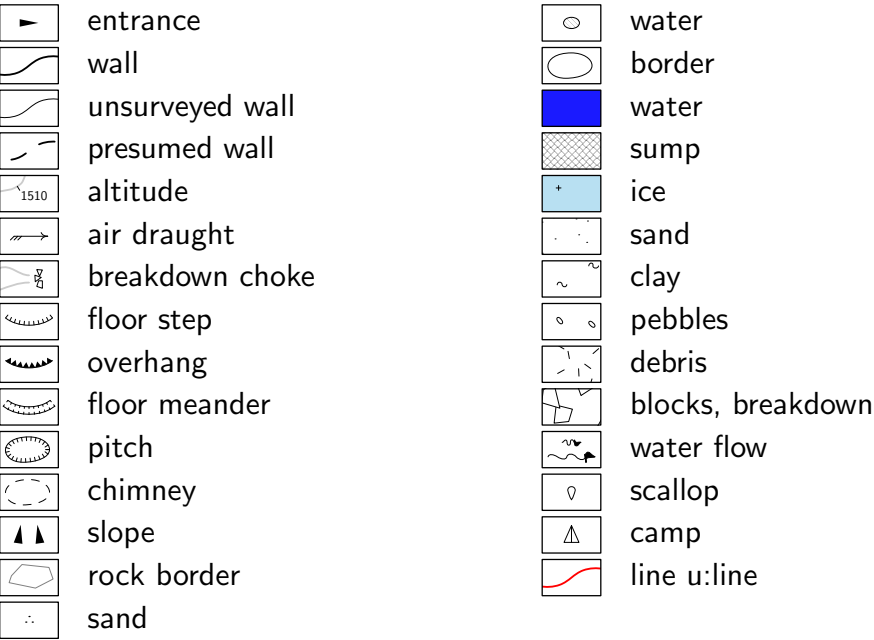 entrance
wall
unsurveyed wall
presumed wall
1510 altitude
air draught
breakdown choke
floor step
overhang
floor meander
pitch
chimney
slope
rock border
sand
water
border
water
sump
ice
sand
clay
pebbles
debris
blocks, breakdown
water flow
scallop
camp
line u:line